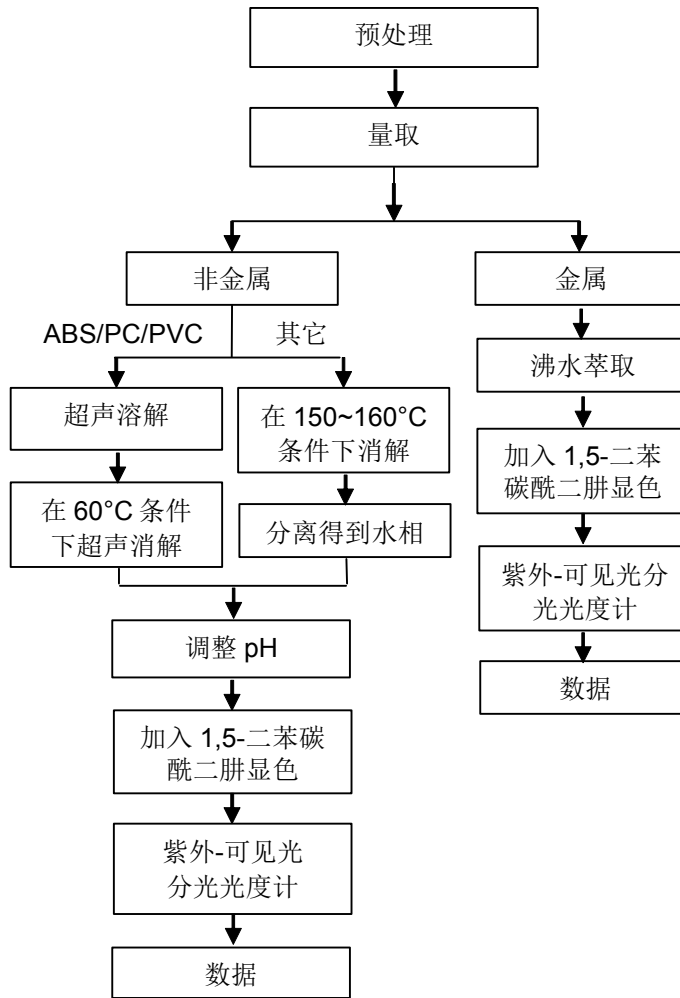 预处理
量取
非金属
金属
ABS/PC/PVC
其它
超声溶解
在 60°C 条件
下超声消解
在 150~160°C
条件下消解
分离得到水相
调整 pH
加入 1,5-二苯碳
酰二肼显色
紫外-可见光
分光光度计
数据
沸水萃取
加入 1,5-二苯
碳酰二肼显色
紫外-可见光分
光光度计
数据